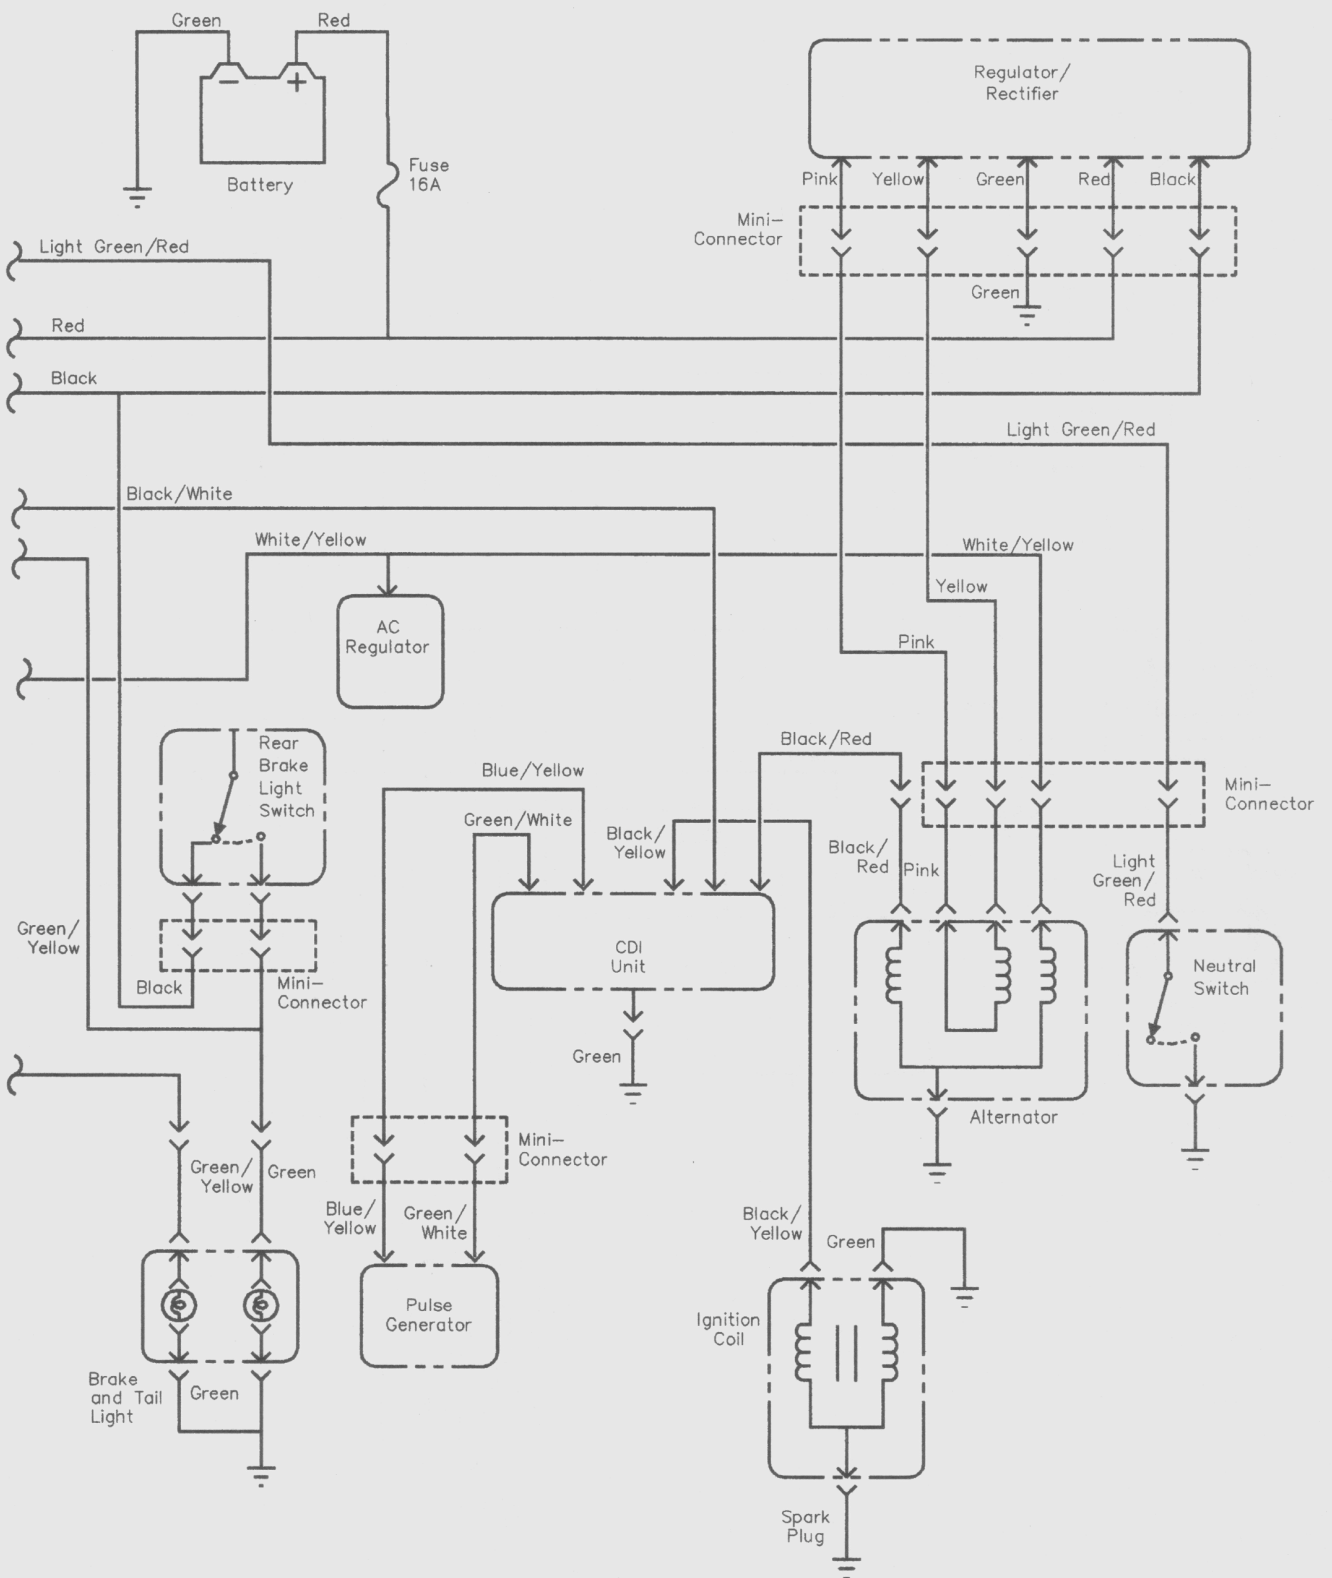 Green
Red
Regulator/
Rectifier
−
+
Fuse
16A
Battery
Pink
Yellow
Green
Red
Black
Mini-
Connector
Light Green/Red
Green
Red
Black
Light Green/Red
Black/White
White/Yellow
White/Yellow
Yellow
AC
Regulator
Pink
Rear
Brake
Light
Switch
Black/Red
Blue/Yellow
Mini-
Connector
Green/White
Black/
Yellow
Black/
Red
Pink
Light
Green/
Red
Green/
Yellow
CDI
Unit
Neutral
Switch
Black
Mini-
Connector
Green
Alternator
Mini-
Connector
Green/
Yellow
Green
Blue/
Yellow
Green/
White
Black/
Yellow
Green
Pulse
Generator
Ignition
Coil
Brake
and Tail
Light
Green
Spark
Plug